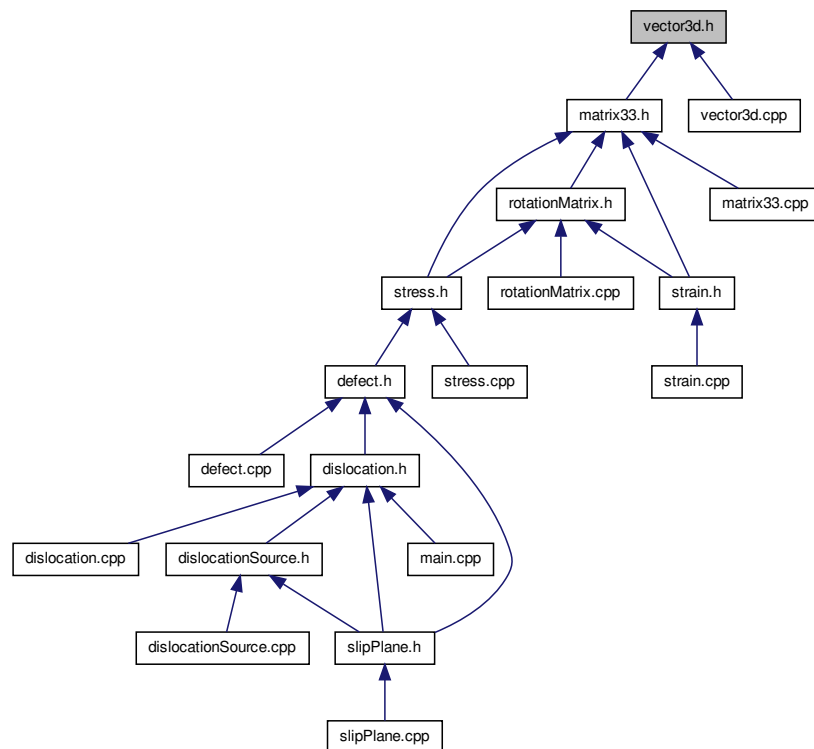 vector3d.h
matrix33.h
vector3d.cpp
rotationMatrix.h
matrix33.cpp
stress.h
rotationMatrix.cpp
strain.h
defect.h
stress.cpp
strain.cpp
defect.cpp
dislocation.h
dislocation.cpp
dislocationSource.h
main.cpp
dislocationSource.cpp
slipPlane.h
slipPlane.cpp